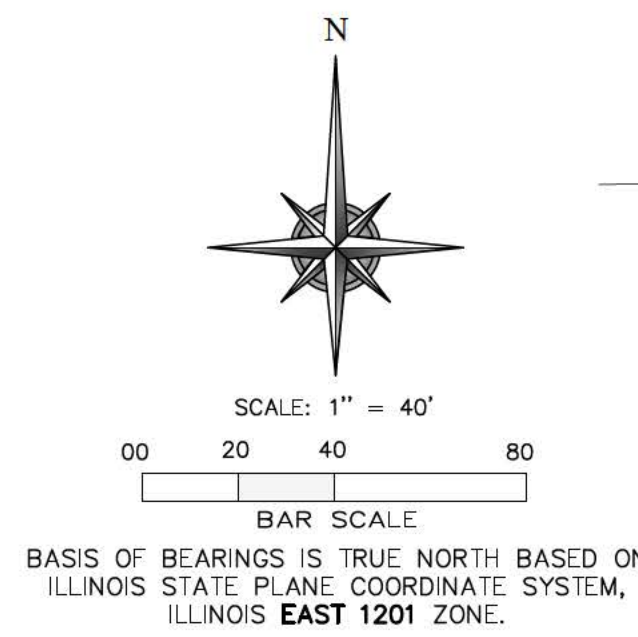 N
SCALE: 1" = 40'
00 20 40 80
BAR SCALE
BASIS OF BEARINGS IS TRUE NORTH BASED ON
ILLINOIS STATE PLANE COORDINATE SYSTEM,
ILLINOIS EAST 1201 ZONE.